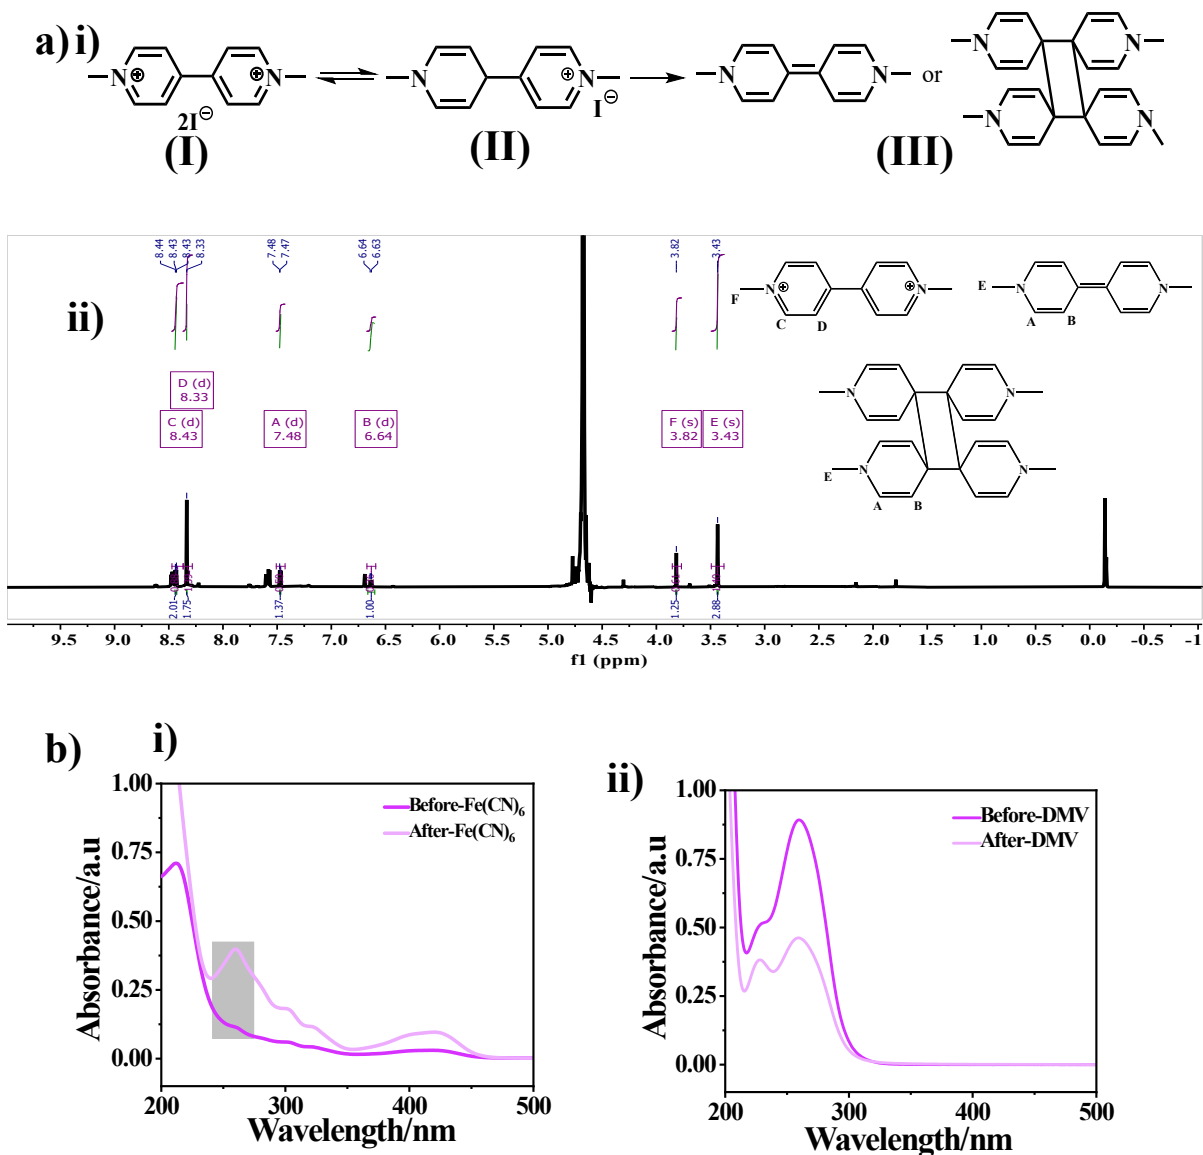 a) i)
N⊕ N⊕
2I⊖
(I)
N N⊕
I⊖
(II)
N N or
N N
N N
(III)
ii)
8.44 8.43 8.43 8.33 7.48 7.47 6.64 6.63 3.82 3.43
D (d)
8.33
C (d)
8.43
A (d)
7.48
B (d)
6.64
F (s)
3.82
E (s)
3.43
F N⊕ N⊕
C D
E N N
A B
N N
E N N
A B
2.01 1.75 1.37 1.00 1.25 2.88
9.5 9.0 8.5 8.0 7.5 7.0 6.5 6.0 5.5 5.0 4.5 4.0 3.5 3.0 2.5 2.0 1.5 1.0 0.5 0.0 -1
f1 (ppm)
b) i)
Absorbance/a.u
1.00
0.75
0.50
0.25
0.00
Before-Fe(CN)6
After-Fe(CN)6
200 300 400 500
Wavelength/nm
ii)
Absorbance/a.u
1.00
0.75
0.50
0.25
0.00
Before-DMV
After-DMV
200 300 400 500
Wavelength/nm